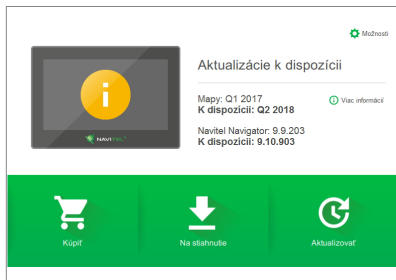 Možnosti
Aktualizácie k dispozícii
Mapy: Q1 2017
K dispozícii: Q2 2018
Viac informácií
Navitel Navigator: 9.9.203
K dispozícii: 9.10.903
NAVITEL
Kúpiť
Na stiahnutie
Aktualizovať